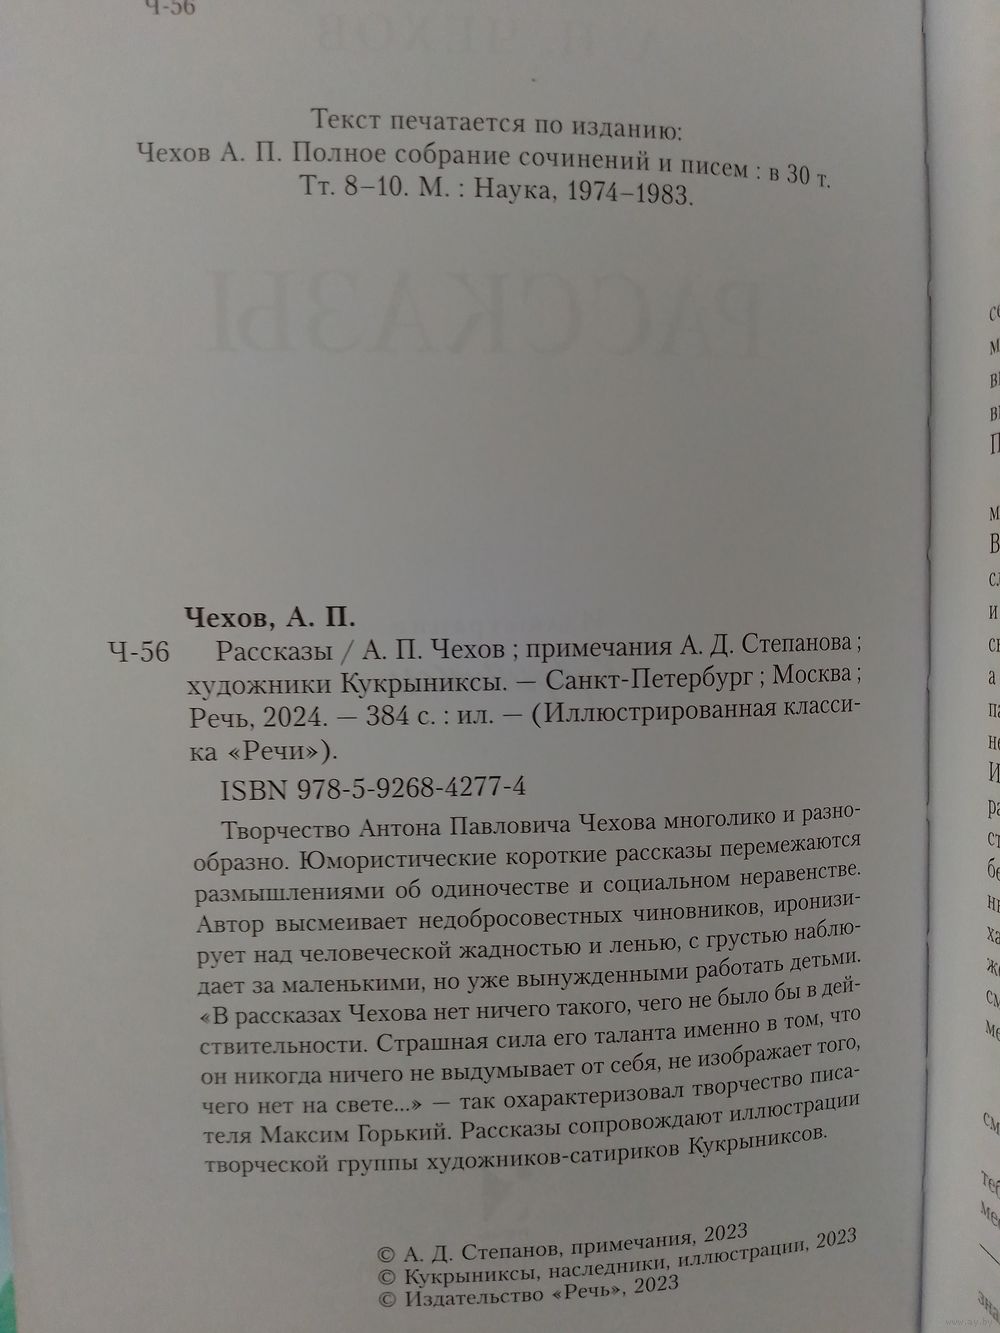 Ч-56
Текст печатается по изданию:
Чехов А. П. Полное собрание сочинений и писем : в 30 т.
Тт. 8–10. М. : Наука, 1974–1983.
РАССКАЗЫ
Чехов, А. П.
Ч-56 Рассказы / А. П. Чехов ; примечания А. Д. Степанова ;
художники Кукрыниксы. — Санкт-Петербург ; Москва ;
Речь, 2024. — 384 с. : ил. — (Иллюстрированная класси-
ка «Речи»).
ISBN 978-5-9268-4277-4
Творчество Антона Павловича Чехова многолико и разно-
образно. Юмористические короткие рассказы перемежаются
размышлениями об одиночестве и социальном неравенстве.
Автор высмеивает недобросовестных чиновников, иронизи-
рует над человеческой жадностью и ленью, с грустью наблю-
дает за маленькими, но уже вынужденными работать детьми.
«В рассказах Чехова нет ничего такого, чего не было бы в дей-
ствительности. Страшная сила его таланта именно в том, что
он никогда ничего не выдумывает от себя, не изображает того,
чего нет на свете...» — так охарактеризовал творчество писа-
теля Максим Горький. Рассказы сопровождают иллюстрации
творческой группы художников-сатириков Кукрыниксов.
© А. Д. Степанов, примечания, 2023
© Кукрыниксы, наследники, иллюстрации, 2023
© Издательство «Речь», 2023
www.ay.by